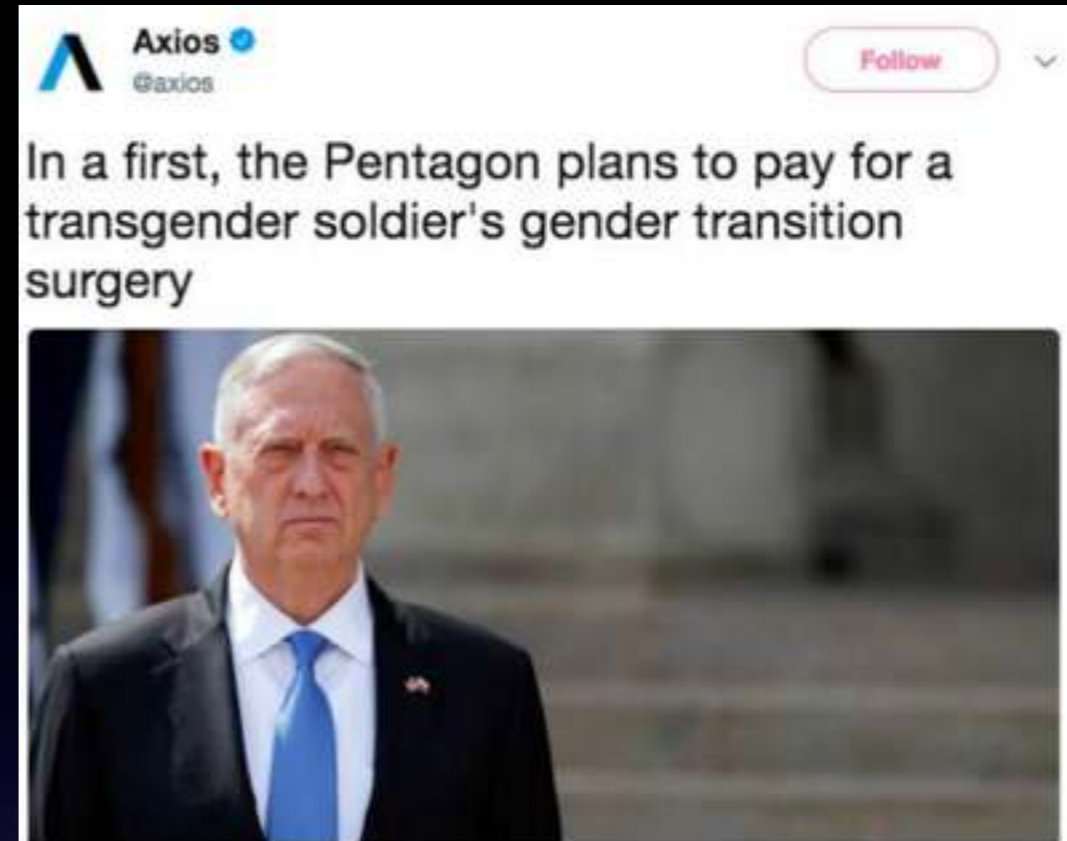 Axios
@axios
Follow
In a first, the Pentagon plans to pay for a
transgender soldier's gender transition
surgery